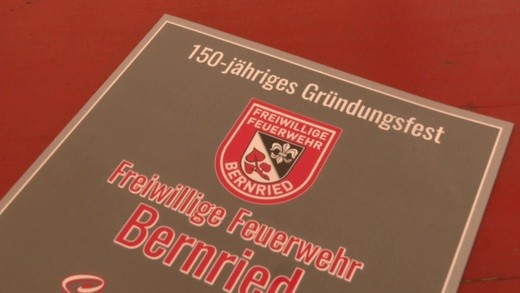 150-jähriges Gründungsfest
FREIWILLIGE
FEUERWEHR
BERNRIED
Freiwillige Feuerwehr
Bernried